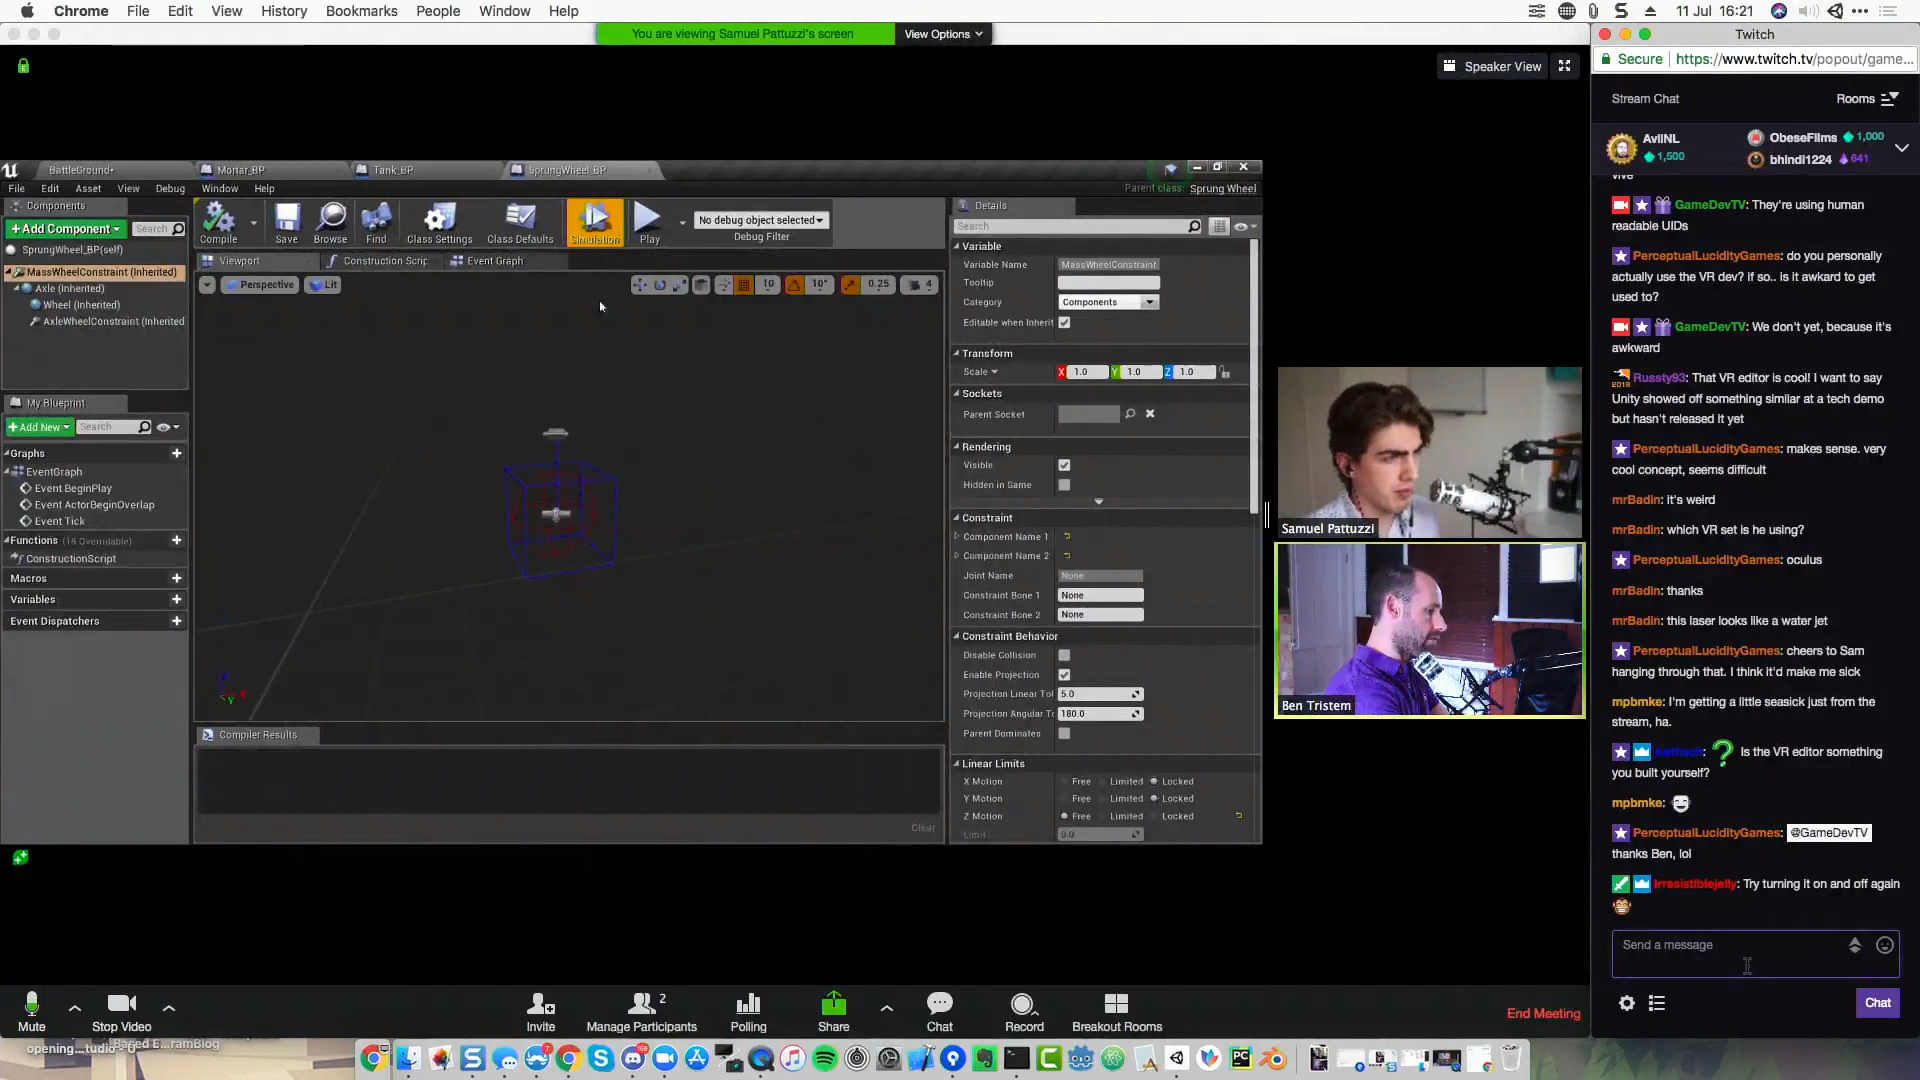 Chrome File Edit View History Bookmarks People Window Help
11 Jul 16:21
You are viewing Samuel Pattuzzi's screen
View Options
Speaker View
BattleGround•
Mortar_BP
Tank_BP
SprungWheel_BP
File Edit Asset View Debug Window Help
Parent class: Sprung Wheel
Components
+Add Component
Search
SprungWheel_BP(self)
MassWheelConstraint (Inherited)
Axle (Inherited)
Wheel (Inherited)
AxleWheelConstraint (Inherited
Compile
Save
Browse
Find
Class Settings
Class Defaults
Simulation
Play
No debug object selected
Debug Filter
Viewport
Construction Scrip
Event Graph
Perspective
Lit
10
10°
0.25
4
My Blueprint
+Add New
Search
Graphs
EventGraph
Event BeginPlay
Event ActorBeginOverlap
Event Tick
Functions (18 Overridable)
ConstructionScript
Macros
Variables
Event Dispatchers
Compiler Results
Clear
Details
Search
Variable
Variable Name MassWheelConstraint
Tooltip
Category Components
Editable when Inherit
Transform
Scale X 1.0 Y 1.0 Z 1.0
Sockets
Parent Socket
Rendering
Visible
Hidden in Game
Constraint
Component Name 1
Component Name 2
Joint Name None
Constraint Bone 1 None
Constraint Bone 2 None
Constraint Behavior
Disable Collision
Enable Projection
Projection Linear Tol 5.0
Projection Angular To 180.0
Parent Dominates
Linear Limits
X Motion Free Limited Locked
Y Motion Free Limited Locked
Z Motion Free Limited Locked
Limit 0.0
Samuel Pattuzzi
Ben Tristem
Mute
Stop Video
Invite
2
Manage Participants
Polling
Share
Chat
Record
Breakout Rooms
End Meeting
Twitch
Secure https://www.twitch.tv/popout/game...
Stream Chat
Rooms
AvilNL
1,500
ObeseFilms 1,000
bhindi1224 641
GameDevTV: They're using human
readable UIDs
PerceptualLucidityGames: do you personally
actually use the VR dev? if so.. is it awkard to get
used to?
GameDevTV: We don't yet, because it's
awkward
Russty93: That VR editor is cool! I want to say
Unity showed off something similar at a tech demo
but hasn't released it yet
PerceptualLucidityGames: makes sense. very
cool concept, seems difficult
mrBadin: it's weird
mrBadin: which VR set is he using?
PerceptualLucidityGames: oculus
mrBadin: thanks
mrBadin: this laser looks like a water jet
PerceptualLucidityGames: cheers to Sam
hanging through that. I think it'd make me sick
mpbmke: I'm getting a little seasick just from the
stream, ha.
Is the VR editor something
you built yourself?
mpbmke:
PerceptualLucidityGames: @GameDevTV
thanks Ben, lol
Irresistiblejelly: Try turning it on and off again
Send a message
Chat